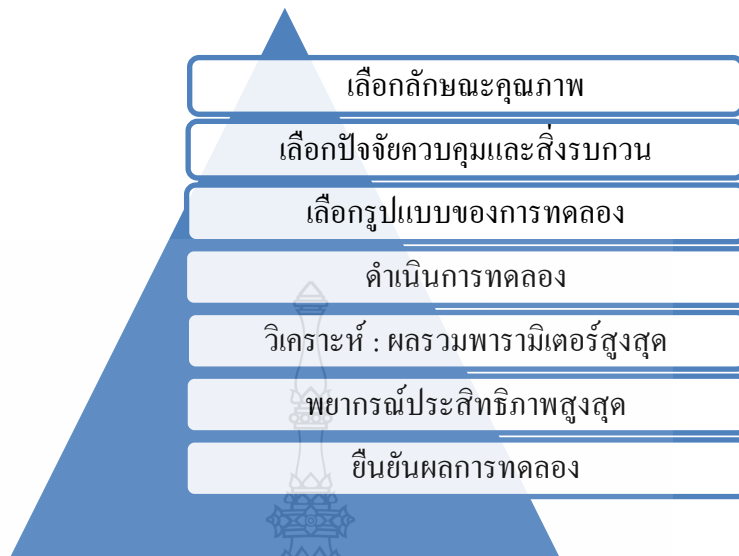 เลือกลักษณะคุณภาพ
เลือกปัจจัยควบคุมและสิ่งรบกวน
เลือกรูปแบบของการทดลอง
ดำเนินการทดลอง
วิเคราะห์ : ผลรวมพารามิเตอร์สูงสุด
พยากรณ์ประสิทธิภาพสูงสุด
ยืนยันผลการทดลอง